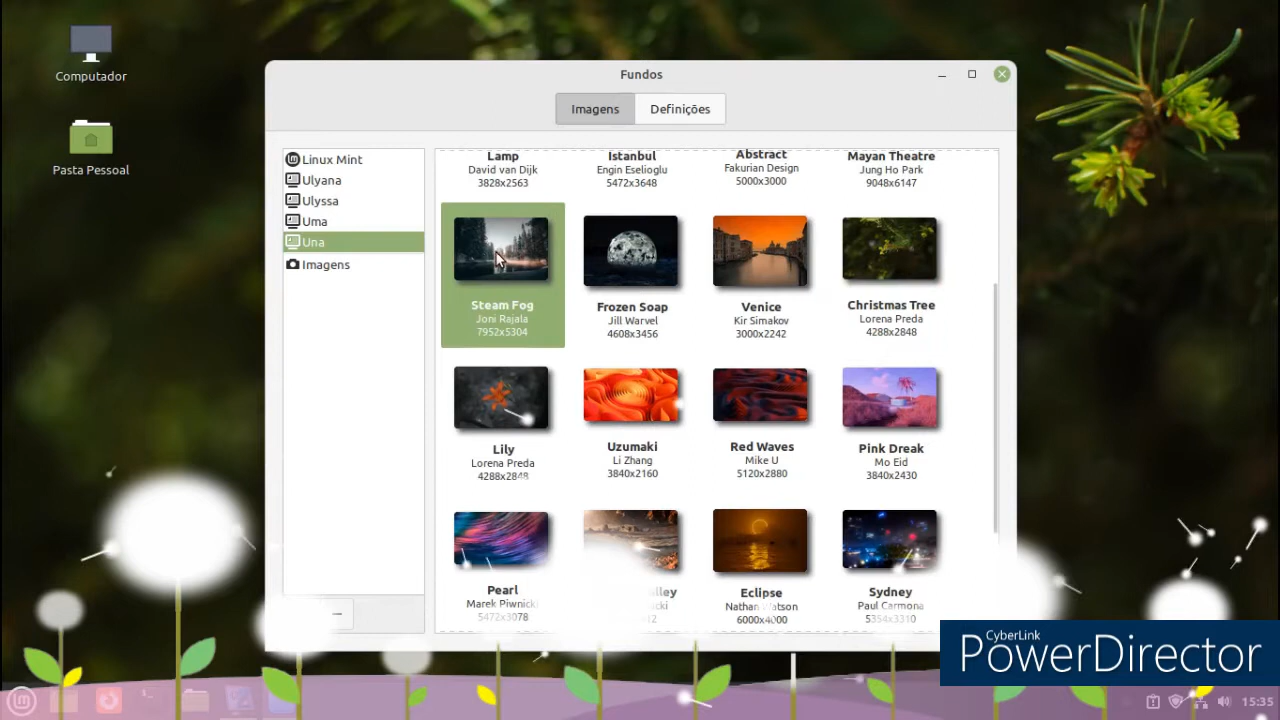 Computador
Pasta Pessoal
Fundos
Imagens
Definições
Linux Mint
Ulyana
Ulyssa
Uma
Una
Imagens
Lamp
David van Dijk
3828x2563
Istanbul
Engin Eselioglu
5472x3648
Abstract
Fakurian Design
5000x3000
Mayan Theatre
Jung Ho Park
9048x6147
Steam Fog
Joni Rajala
7952x5304
Frozen Soap
Jill Warvel
4608x3456
Venice
Kir Simakov
3000x2242
Christmas Tree
Lorena Preda
4288x2848
Lily
Lorena Preda
4288x2848
Uzumaki
Li Zhang
3840x2160
Red Waves
Mike U
5120x2880
Pink Dreak
Mo Eid
3840x2430
Pearl
Marek Piwnicki
5472x3078
Eclipse
Nathan Watson
6000x4000
Sydney
Paul Carmona
5354x3310
CyberLink
PowerDirector
15:35